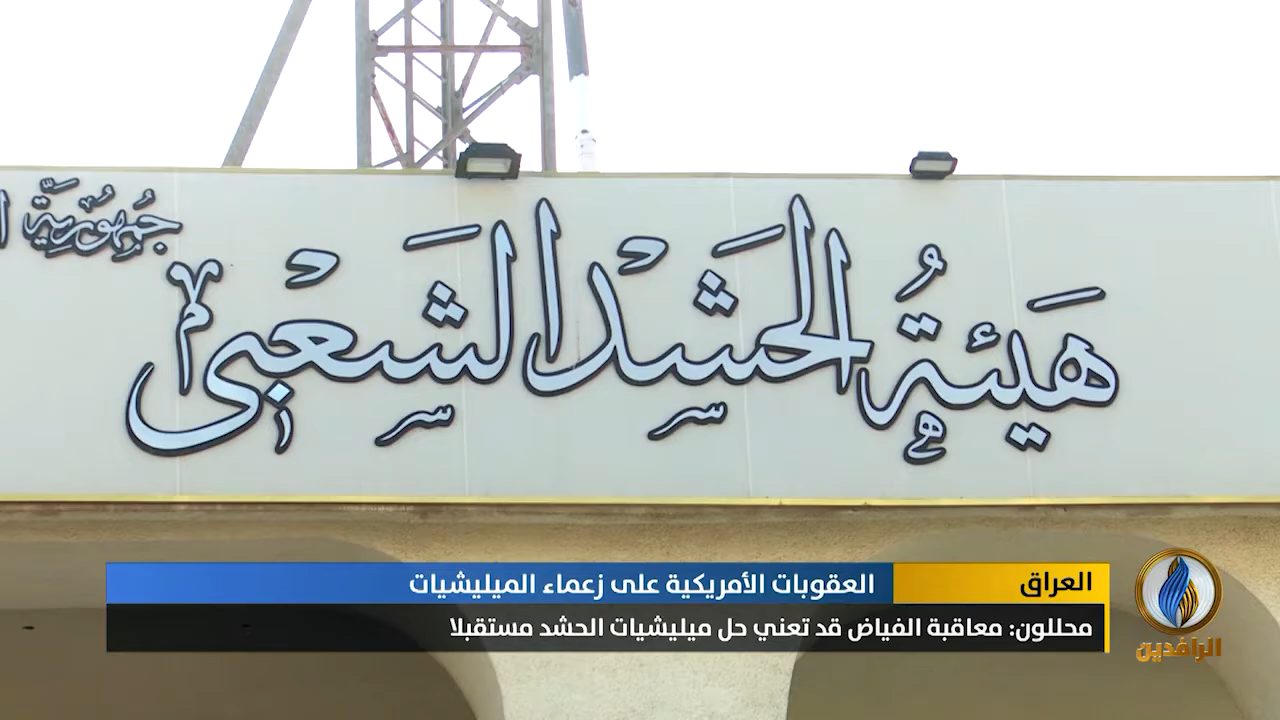 جمهورية ا
هيئة الحشد الشعبي
العراق
العقوبات الأمريكية على زعماء الميليشيات
محللون: معاقبة الفياض قد تعني حل ميليشيات الحشد مستقبلا
الرافدين